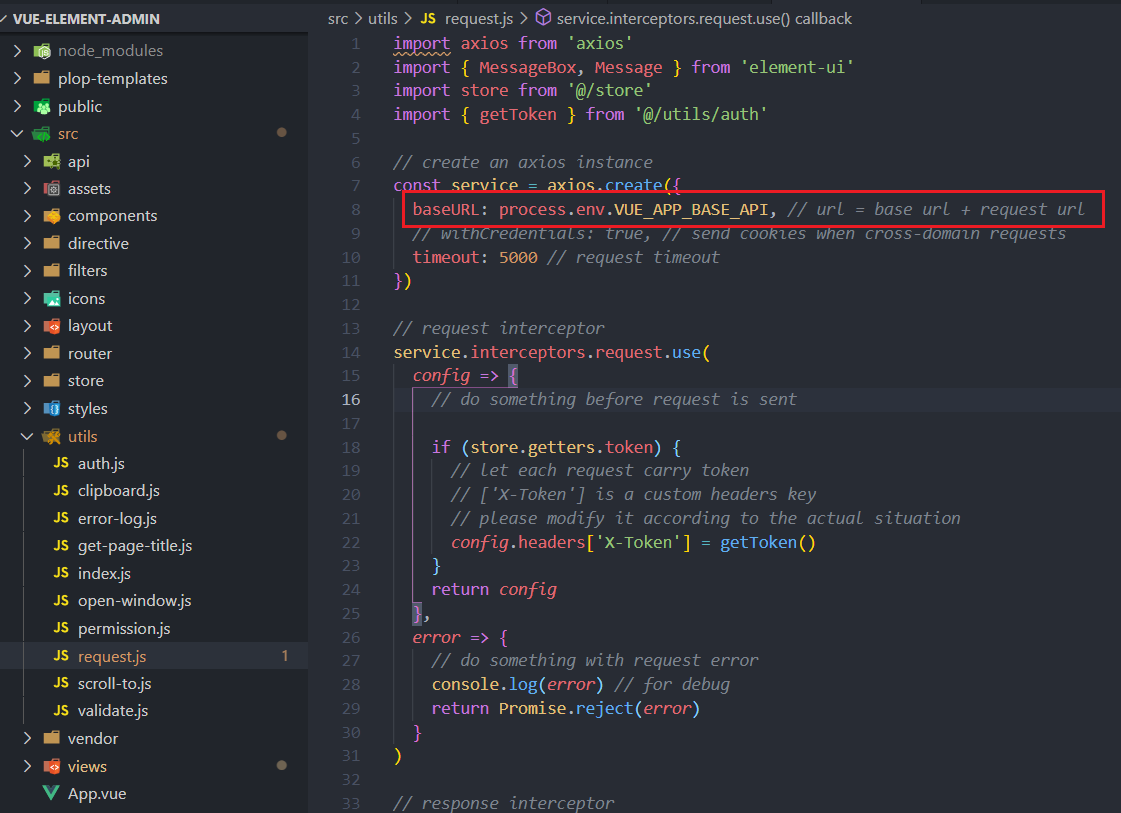 VUE-ELEMENT-ADMIN
node_modules
plop-templates
public
src
api
assets
components
directive
filters
icons
layout
router
store
styles
utils
JS auth.js
JS clipboard.js
JS error-log.js
JS get-page-title.js
JS index.js
JS open-window.js
JS permission.js
JS request.js 1
JS scroll-to.js
JS validate.js
vendor
views
App.vue
src > utils > JS request.js > service.interceptors.request.use() callback
1 import axios from 'axios'
2 import { MessageBox, Message } from 'element-ui'
3 import store from '@/store'
4 import { getToken } from '@/utils/auth'
5
6 // create an axios instance
7 const service = axios.create({
8 baseURL: process.env.VUE_APP_BASE_API, // url = base url + request url
9 // withCredentials: true, // send cookies when cross-domain requests
10 timeout: 5000 // request timeout
11 })
12
13 // request interceptor
14 service.interceptors.request.use(
15 config => {
16 // do something before request is sent
17
18 if (store.getters.token) {
19 // let each request carry token
20 // ['X-Token'] is a custom headers key
21 // please modify it according to the actual situation
22 config.headers['X-Token'] = getToken()
23 }
24 return config
25 },
26 error => {
27 // do something with request error
28 console.log(error) // for debug
29 return Promise.reject(error)
30 }
31 )
32
33 // response interceptor